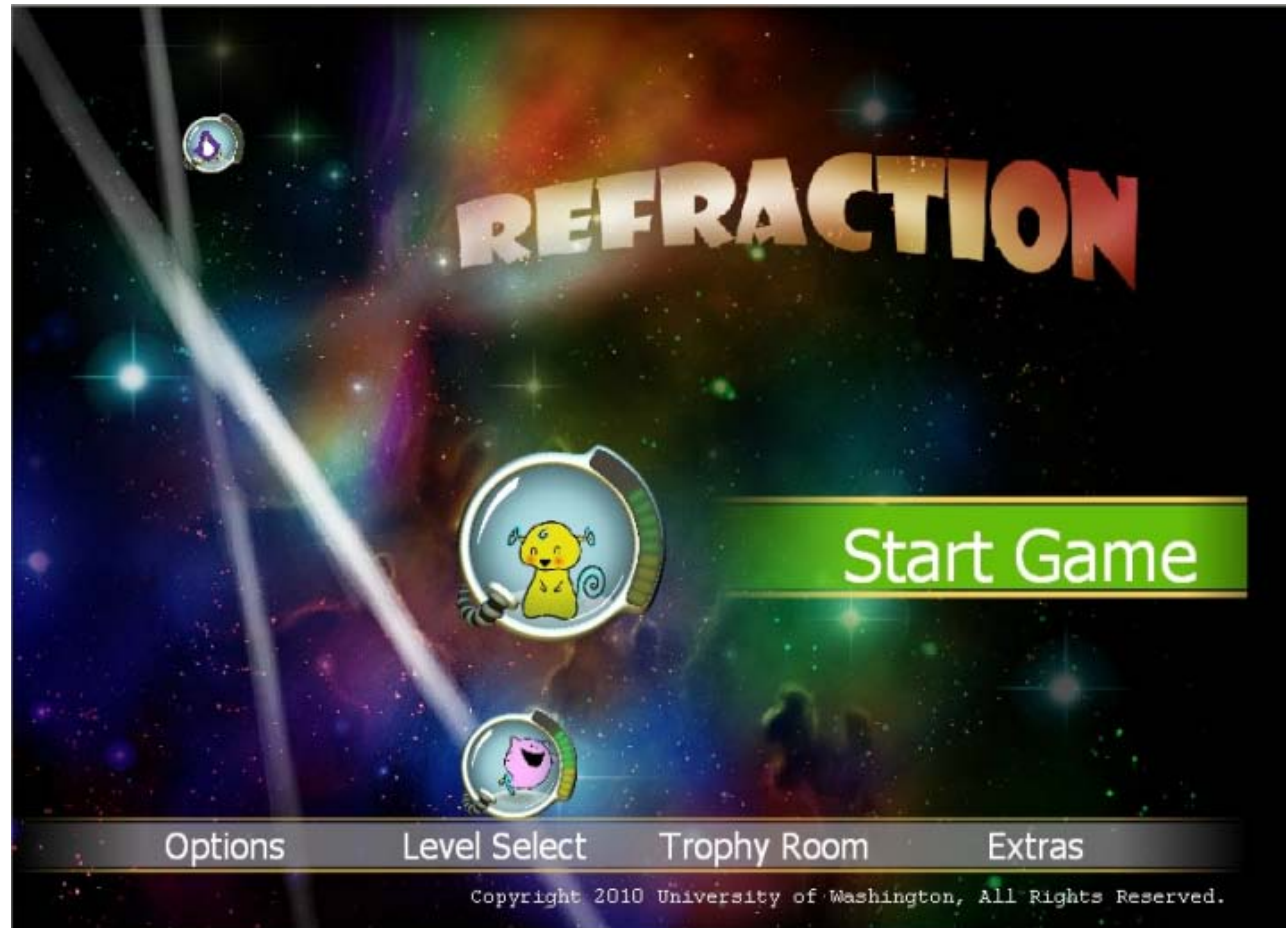 REFRACTION
Start Game
Options Level Select Trophy Room Extras
Copyright 2010 University of Washington, All Rights Reserved.